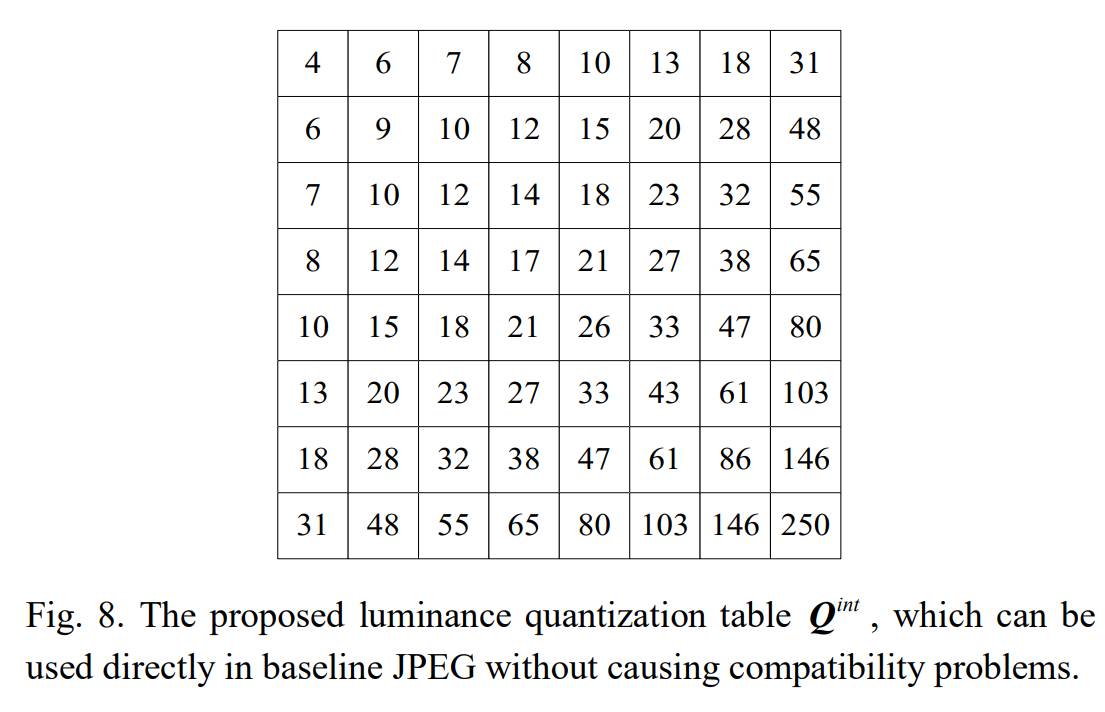 4 6 7 8 10 13 18 31
6 9 10 12 15 20 28 48
7 10 12 14 18 23 32 55
8 12 14 17 21 27 38 65
10 15 18 21 26 33 47 80
13 20 23 27 33 43 61 103
18 28 32 38 47 61 86 146
31 48 55 65 80 103 146 250
Fig. 8. The proposed luminance quantization table Q^int , which can be
used directly in baseline JPEG without causing compatibility problems.